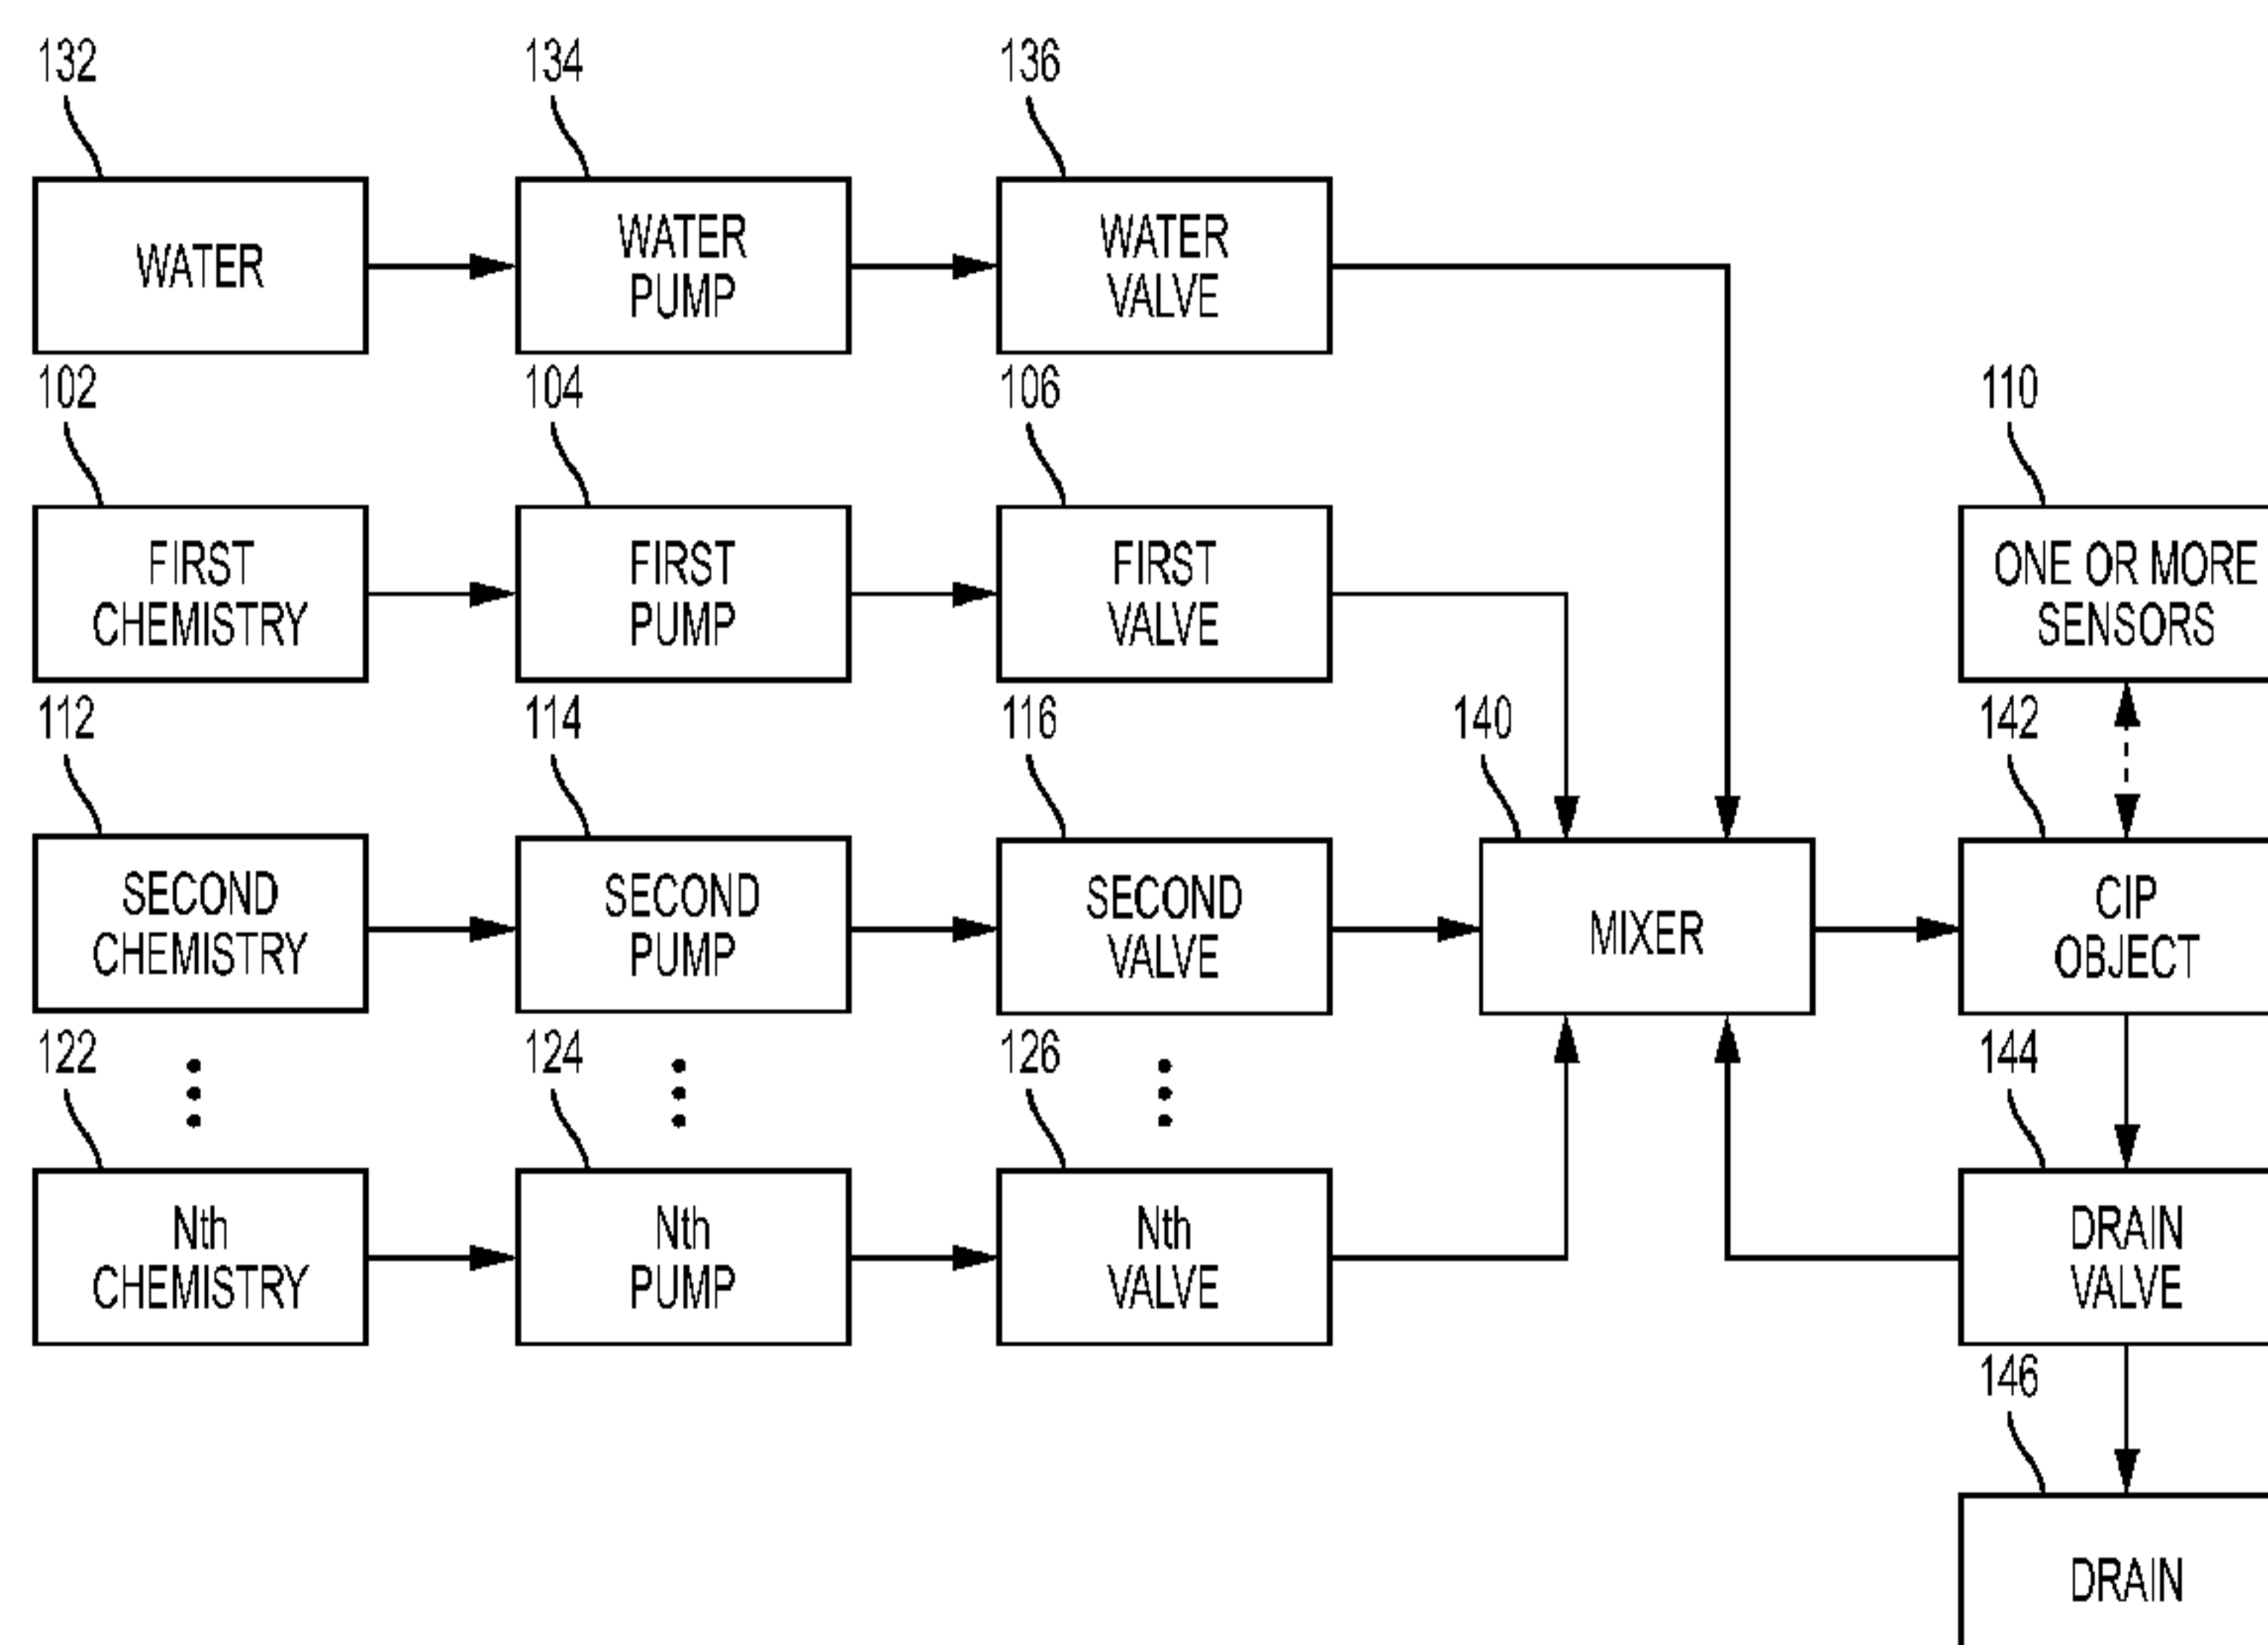 132
134
136
WATER
WATER
PUMP
WATER
VALVE
102
104
106
110
FIRST
CHEMISTRY
FIRST
PUMP
FIRST
VALVE
ONE OR MORE
SENSORS
112
114
116
140
142
SECOND
CHEMISTRY
SECOND
PUMP
SECOND
VALVE
MIXER
CIP
OBJECT
122
124
126
144
Nth
CHEMISTRY
Nth
PUMP
Nth
VALVE
DRAIN
VALVE
146
DRAIN